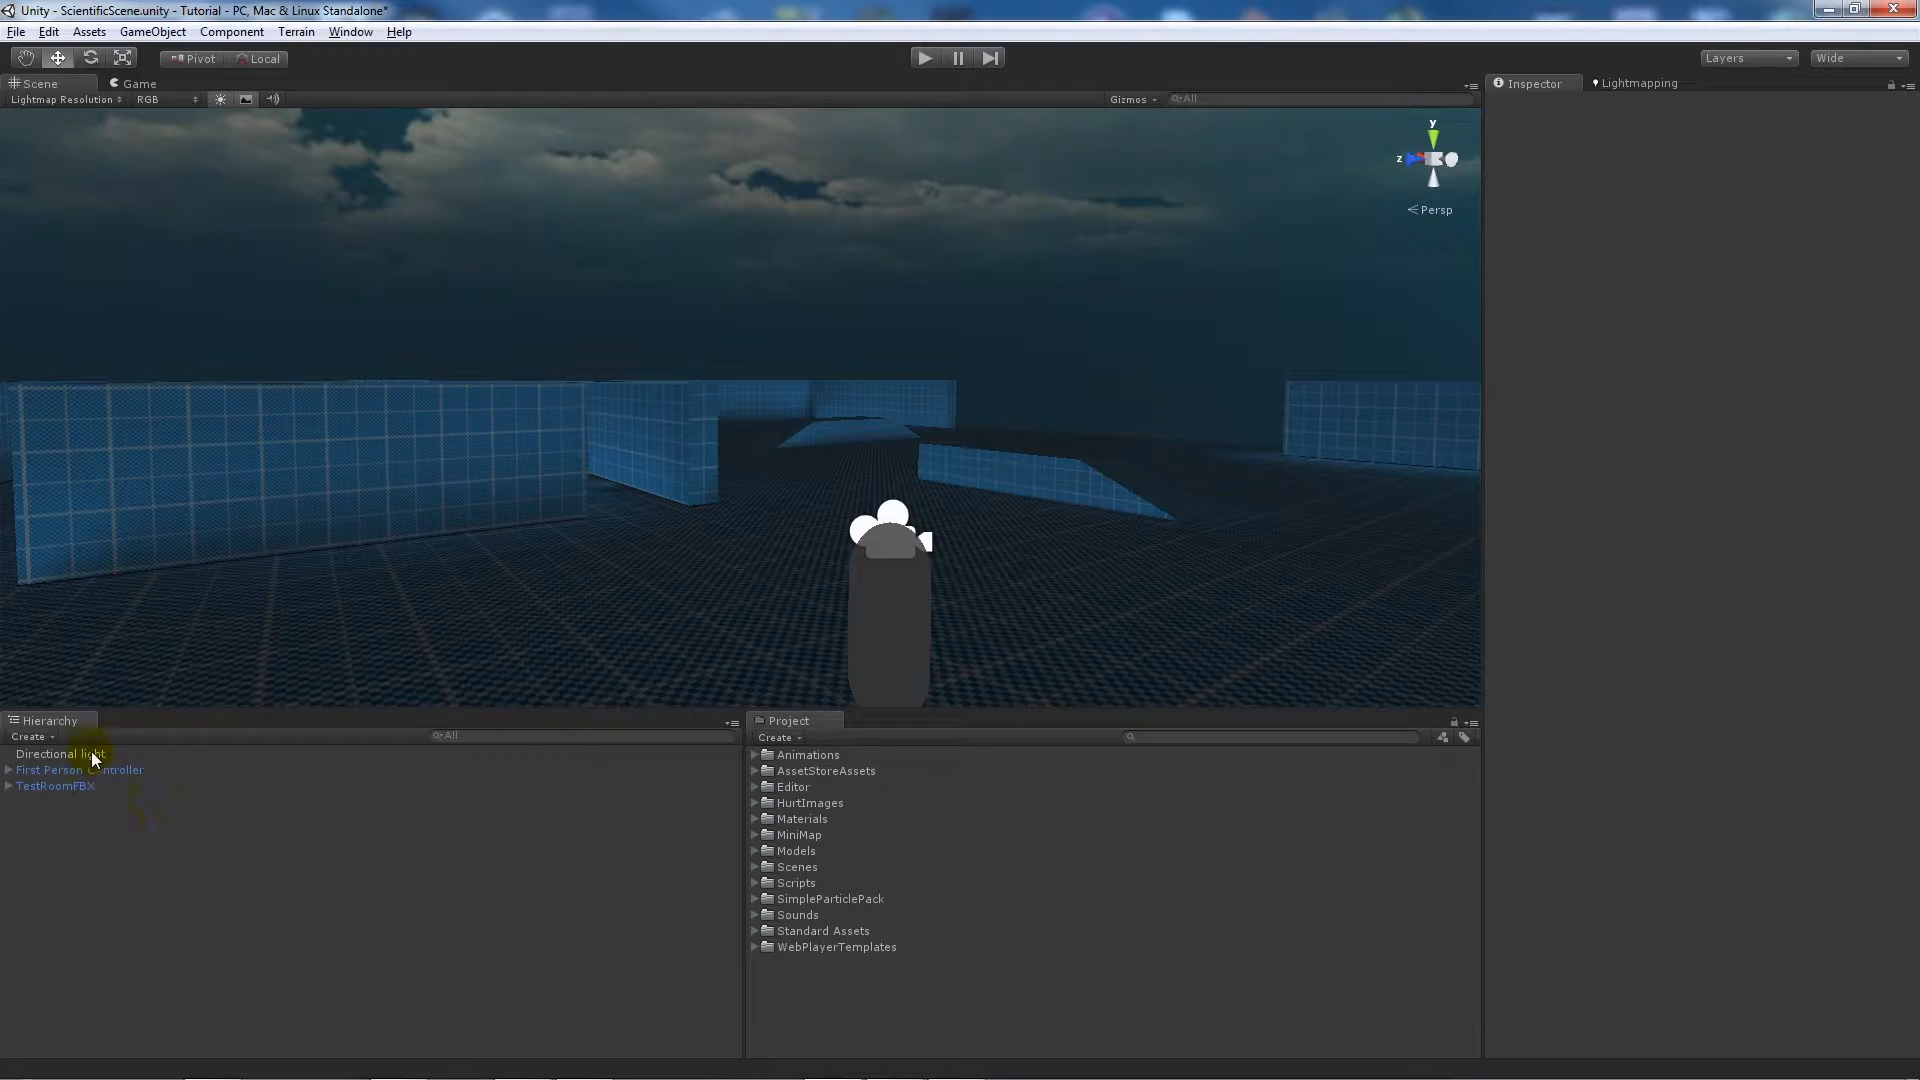 Unity - ScientificScene.unity - Tutorial - PC, Mac & Linux Standalone*
File Edit Assets GameObject Component Terrain Window Help
Pivot Local Layers Wide
Scene Game Inspector Lightmapping
Lightmap Resolution RGB Gizmos All
y
z
Persp
Hierarchy Project
Create All Create
Directional light
First Person Controller
TestRoomFBX
Animations
AssetStoreAssets
Editor
HurtImages
Materials
MiniMap
Models
Scenes
Scripts
SimpleParticlePack
Sounds
Standard Assets
WebPlayerTemplates